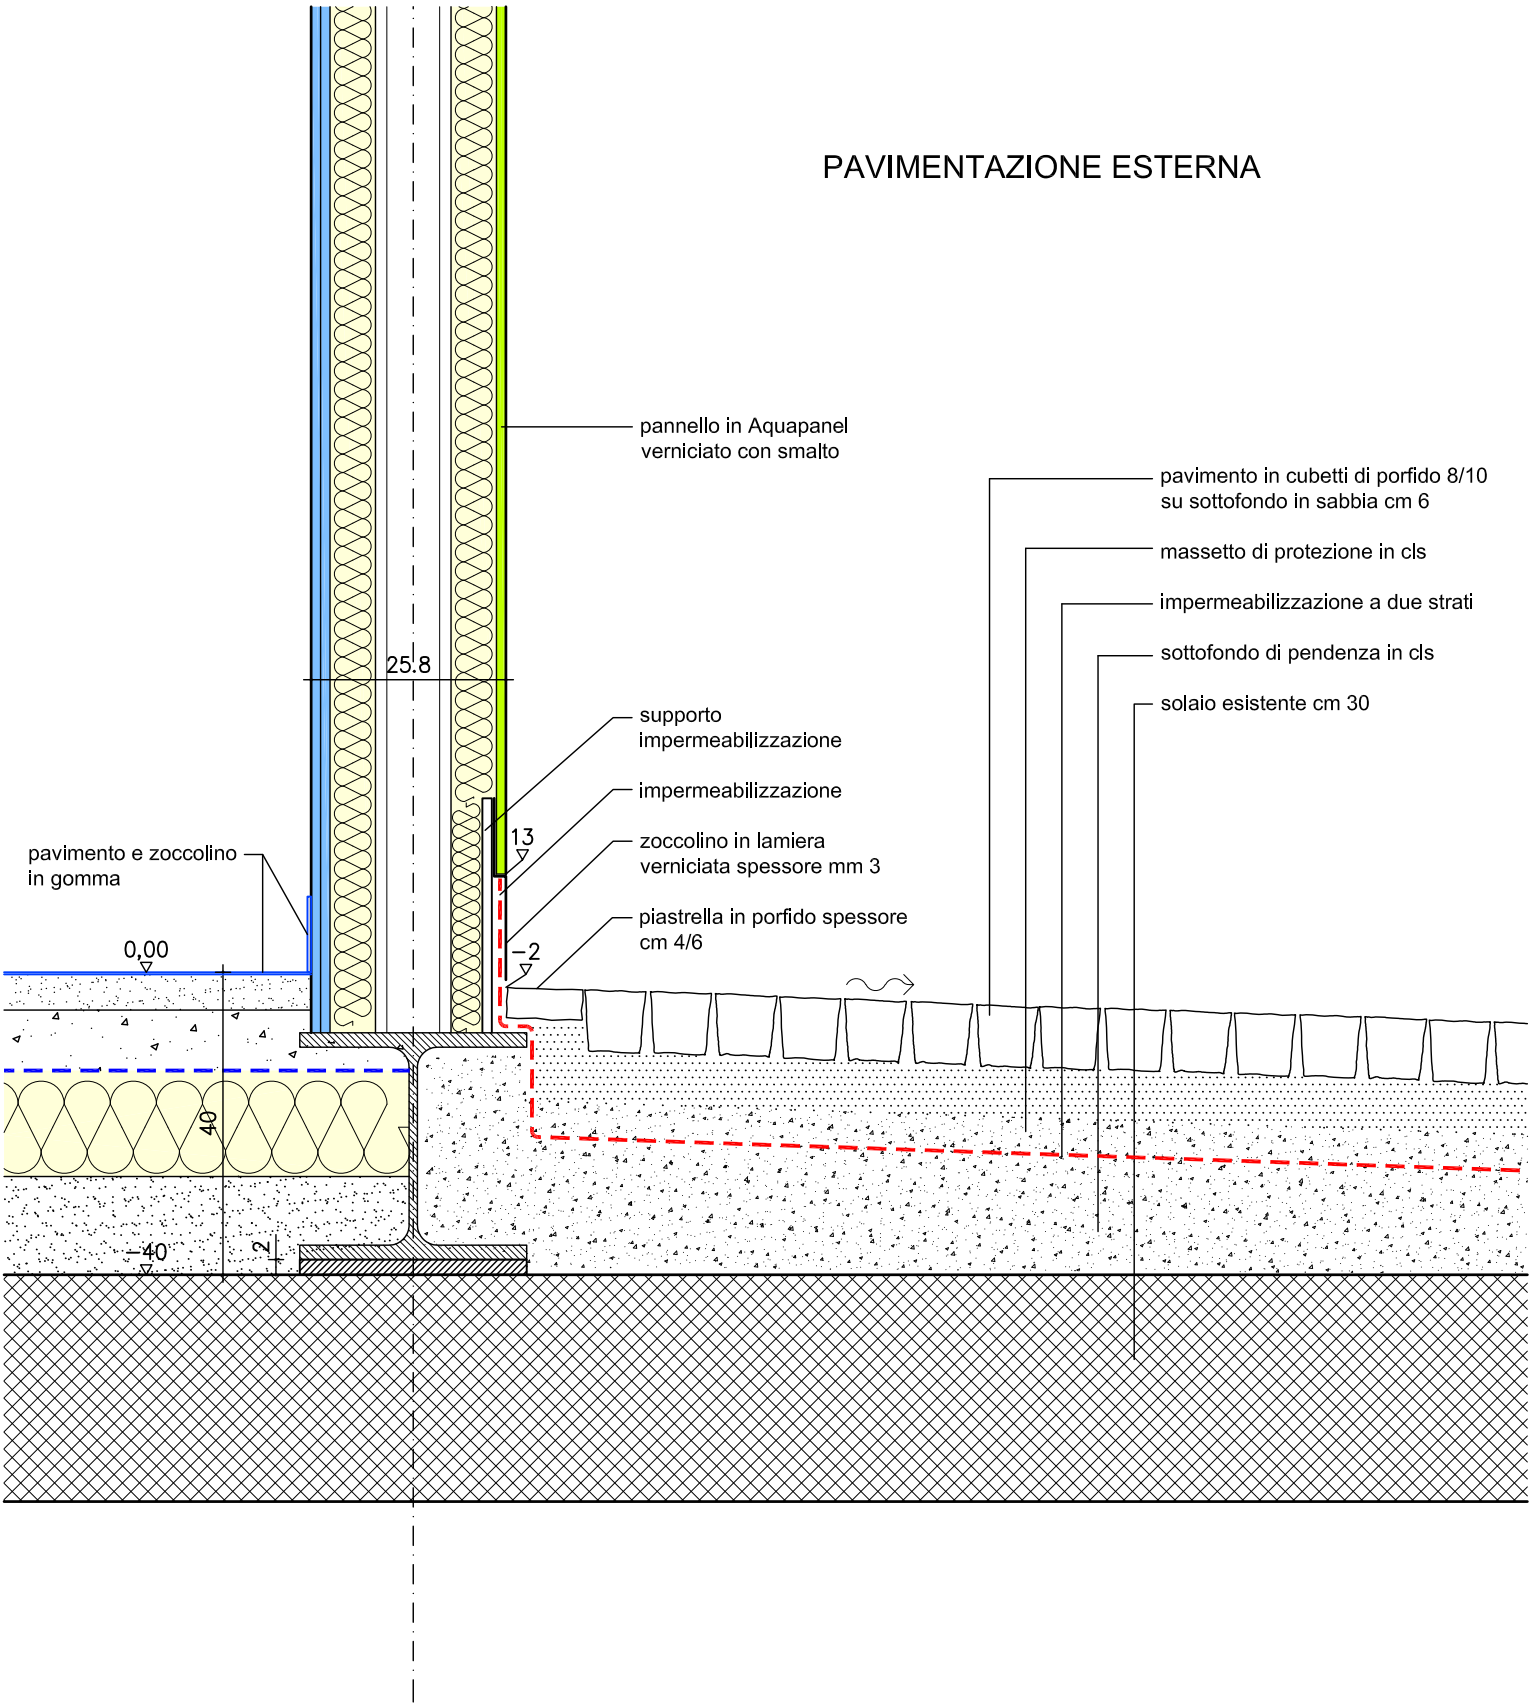 PAVIMENTAZIONE ESTERNA
pannello in Aquapanel
verniciato con smalto
pavimento in cubetti di porfido 8/10
su sottofondo in sabbia cm 6
massetto di protezione in cls
impermeabilizzazione a due strati
sottofondo di pendenza in cls
solaio esistente cm 30
25.8
supporto
impermeabilizzazione
impermeabilizzazione
13
zoccolino in lamiera
verniciata spessore mm 3
pavimento e zoccolino
in gomma
piastrella in porfido spessore
cm 4/6
0,00
-2
40
-40
2